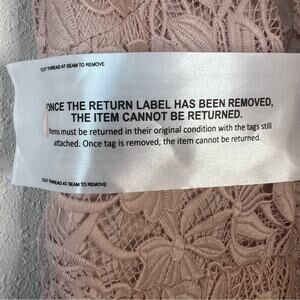 CUT THREAD AT SEAM TO REMOVE
ONCE THE RETURN LABEL HAS BEEN REMOVED,
THE ITEM CANNOT BE RETURNED.
Items must be returned in their original condition with the tags still
attached. Once tag is removed, the item cannot be returned.
CUT THREAD AT SEAM TO REMOVE